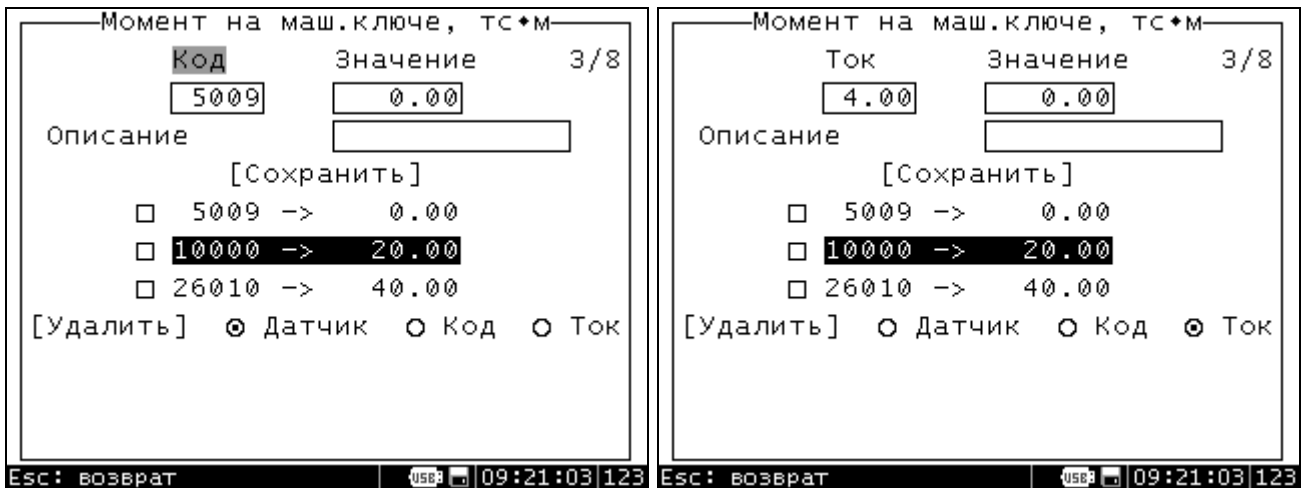 Момент на маш.ключе, тс◆м
Код Значение 3/8
5009 0.00
Описание
[Сохранить]
5009 -> 0.00
10000 -> 20.00
26010 -> 40.00
[Удалить] Датчик Код Ток
Esc: возврат USB 09:21:03 123
Момент на маш.ключе, тс◆м
Ток Значение 3/8
4.00 0.00
Описание
[Сохранить]
5009 -> 0.00
10000 -> 20.00
26010 -> 40.00
[Удалить] Датчик Код Ток
Esc: возврат USB 09:21:03 123